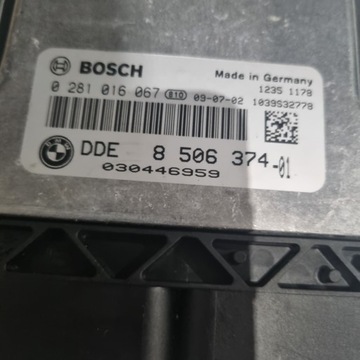 BOSCH
Made in Germany
0 281 016 067 B10 09-07-02
1235 1178
1039S32778
DDE 8 506 374-01
030446959